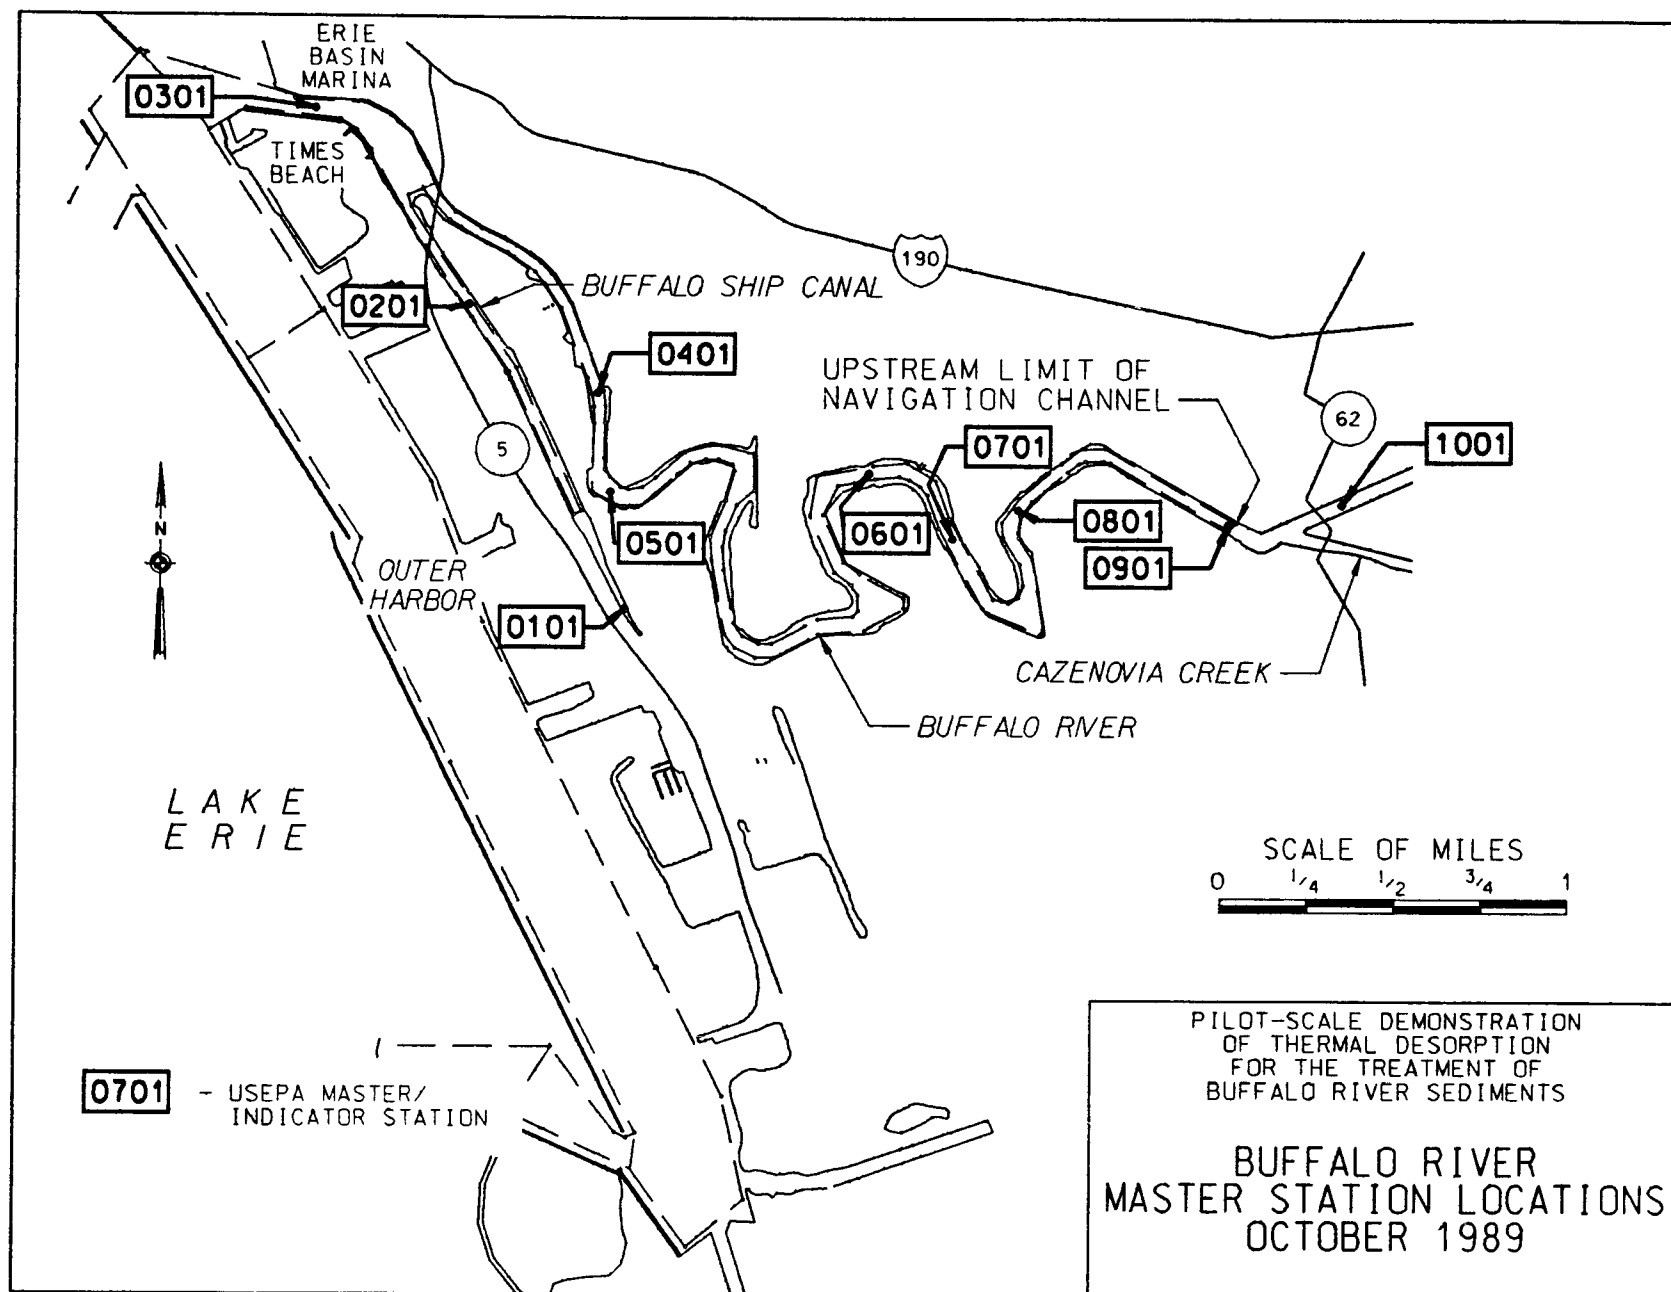 ERIE
BASIN
MARINA
0301
TIMES
BEACH
190
BUFFALO SHIP CANAL
0201
0401
UPSTREAM LIMIT OF
NAVIGATION CHANNEL
62
5
0701
1001
N
0501
0601
0801
0901
OUTER
HARBOR
0101
CAZENOVIA CREEK
BUFFALO RIVER
LAKE
ERIE
SCALE OF MILES
0 1/4 1/2 3/4 1
0701 - USEPA MASTER/
INDICATOR STATION
PILOT-SCALE DEMONSTRATION
OF THERMAL DESORPTION
FOR THE TREATMENT OF
BUFFALO RIVER SEDIMENTS
BUFFALO RIVER
MASTER STATION LOCATIONS
OCTOBER 1989